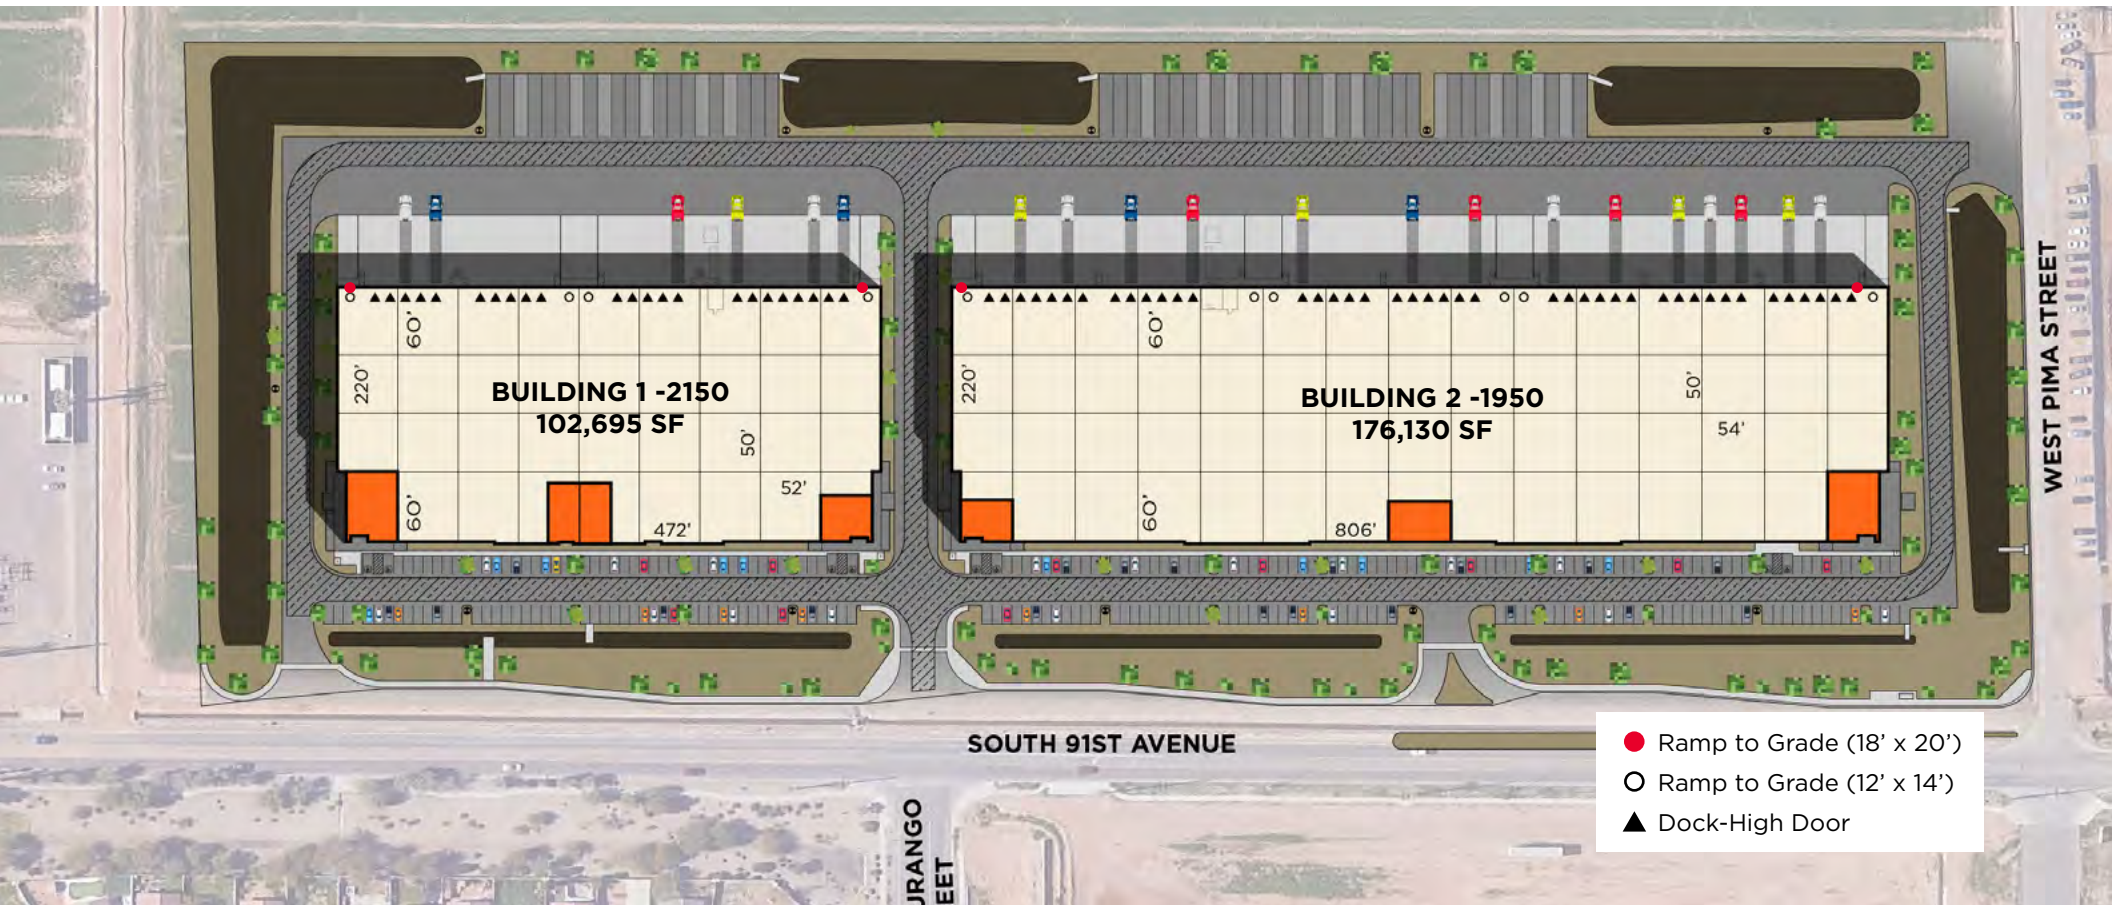 60'
220'
BUILDING 1 -2150
102,695 SF
50'
52'
60'
472'
60'
220'
BUILDING 2 -1950
176,130 SF
50'
54'
60'
806'
WEST PIMA STREET
SOUTH 91ST AVENUE
Ramp to Grade (18' x 20')
Ramp to Grade (12' x 14')
Dock-High Door
URANGO
EET